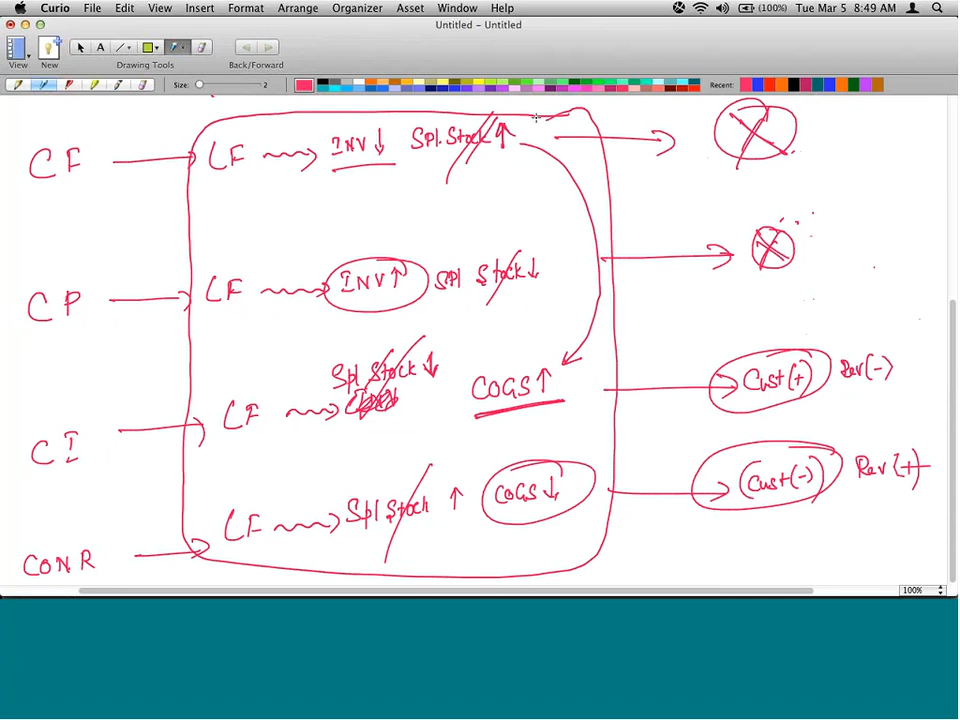 Curio File Edit View Insert Format Arrange Organizer Asset Window Help (100%) Tue Mar 5 8:49 AM
Untitled - Untitled
View New Drawing Tools Back/Forward
Size: 2 Recent:
CF LF INV↓ Spl.Stock ↑
CP LF INV↑ Spl Stock↓
Spl Stock↓
CI LF COGS↑ Cust(+) Rev(-)
CONR LF Spl Stock ↑ COGS↓ Cust(-) Rev(+)
100%